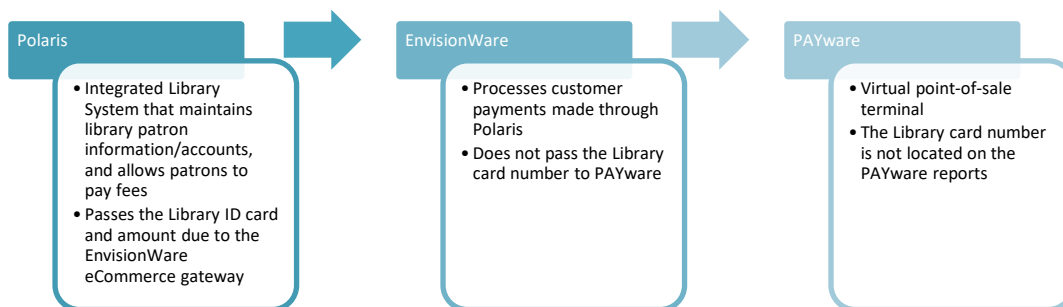 Polaris
• Integrated Library
System that maintains
library patron
information/accounts,
and allows patrons to
pay fees
• Passes the Library ID card
and amount due to the
EnvisionWare
eCommerce gateway
EnvisionWare
• Processes customer
payments made through
Polaris
• Does not pass the Library
card number to PAYware
PAYware
• Virtual point-of-sale
terminal
• The Library card number
is not located on the
PAYware reports